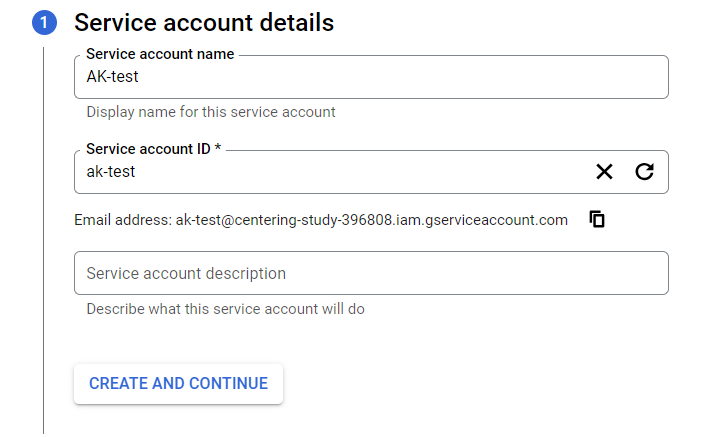 1 Service account details
Service account name
AK-test
Display name for this service account
Service account ID *
ak-test
Email address: ak-test@centering-study-396808.iam.gserviceaccount.com
Service account description
Describe what this service account will do
CREATE AND CONTINUE